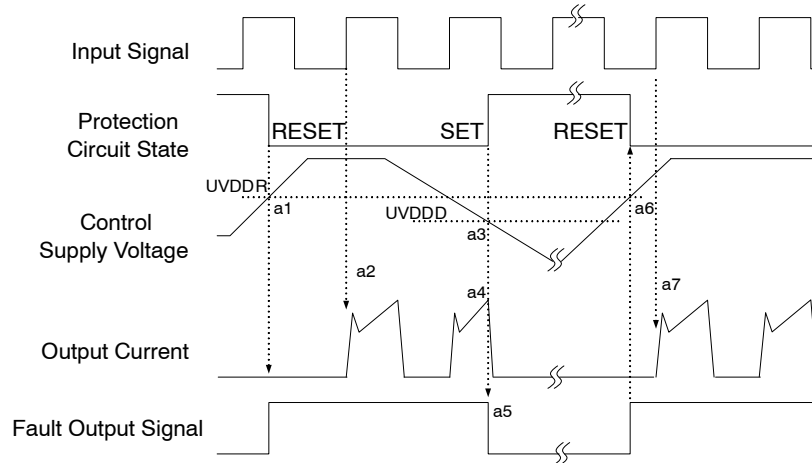 Input Signal
Protection
Circuit State
RESET
SET
RESET
UVDDR
a1
UVDDD
a3
a6
Control
Supply Voltage
a2
a4
a7
Output Current
a5
Fault Output Signal